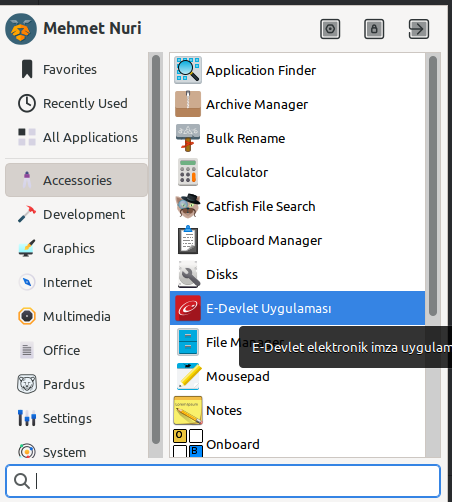 Mehmet Nuri
Favorites
Recently Used
All Applications
Accessories
Development
Graphics
Internet
Multimedia
Office
Pardus
Settings
System
Application Finder
Archive Manager
Bulk Rename
Calculator
Catfish File Search
Clipboard Manager
Disks
E-Devlet Uygulaması
File Manager
E-Devlet elektronik imza uygulam
Mousepad
Notes
Onboard